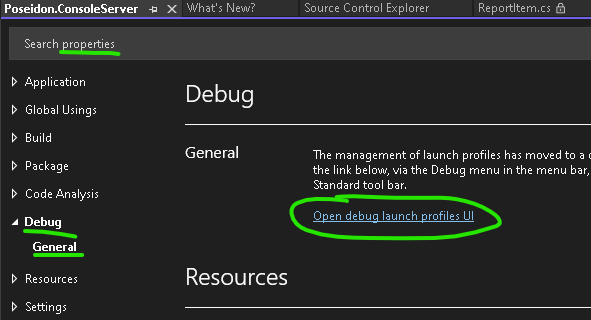 Poseidon.ConsoleServer
What's New?
Source Control Explorer
ReportItem.cs
Search properties
Application
Global Usings
Build
Package
Code Analysis
Debug
General
Resources
Settings
Debug
General
The management of launch profiles has moved to a
the link below, via the Debug menu in the menu bar,
Standard tool bar.
Open debug launch profiles UI
Resources